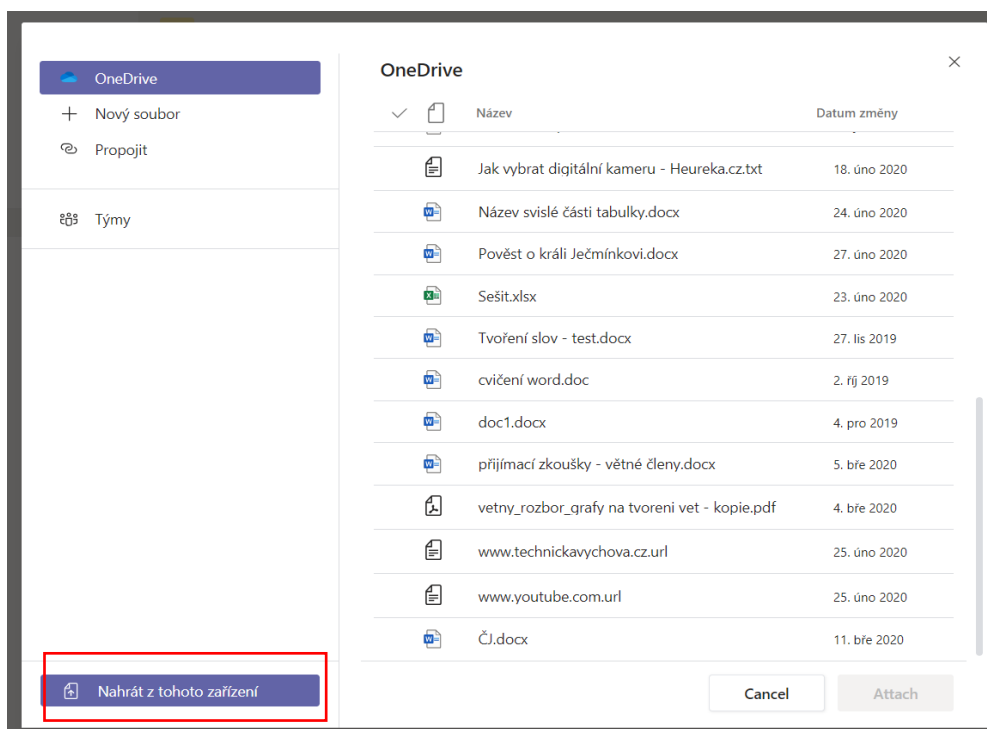 OneDrive
Nový soubor
Propojit
Týmy
Nahrát z tohoto zařízení
OneDrive
Název Datum změny
Jak vybrat digitální kameru - Heureka.cz.txt 18. úno 2020
Název svislé části tabulky.docx 24. úno 2020
Pověst o králi Ječmínkovi.docx 27. úno 2020
Sešit.xlsx 23. úno 2020
Tvoření slov - test.docx 27. lis 2019
cvičení word.doc 2. říj 2019
doc1.docx 4. pro 2019
přijímací zkoušky - větné členy.docx 5. bře 2020
vetny_rozbor_grafy na tvoreni vet - kopie.pdf 4. bře 2020
www.technickavychova.cz.url 25. úno 2020
www.youtube.com.url 25. úno 2020
ČJ.docx 11. bře 2020
Cancel Attach